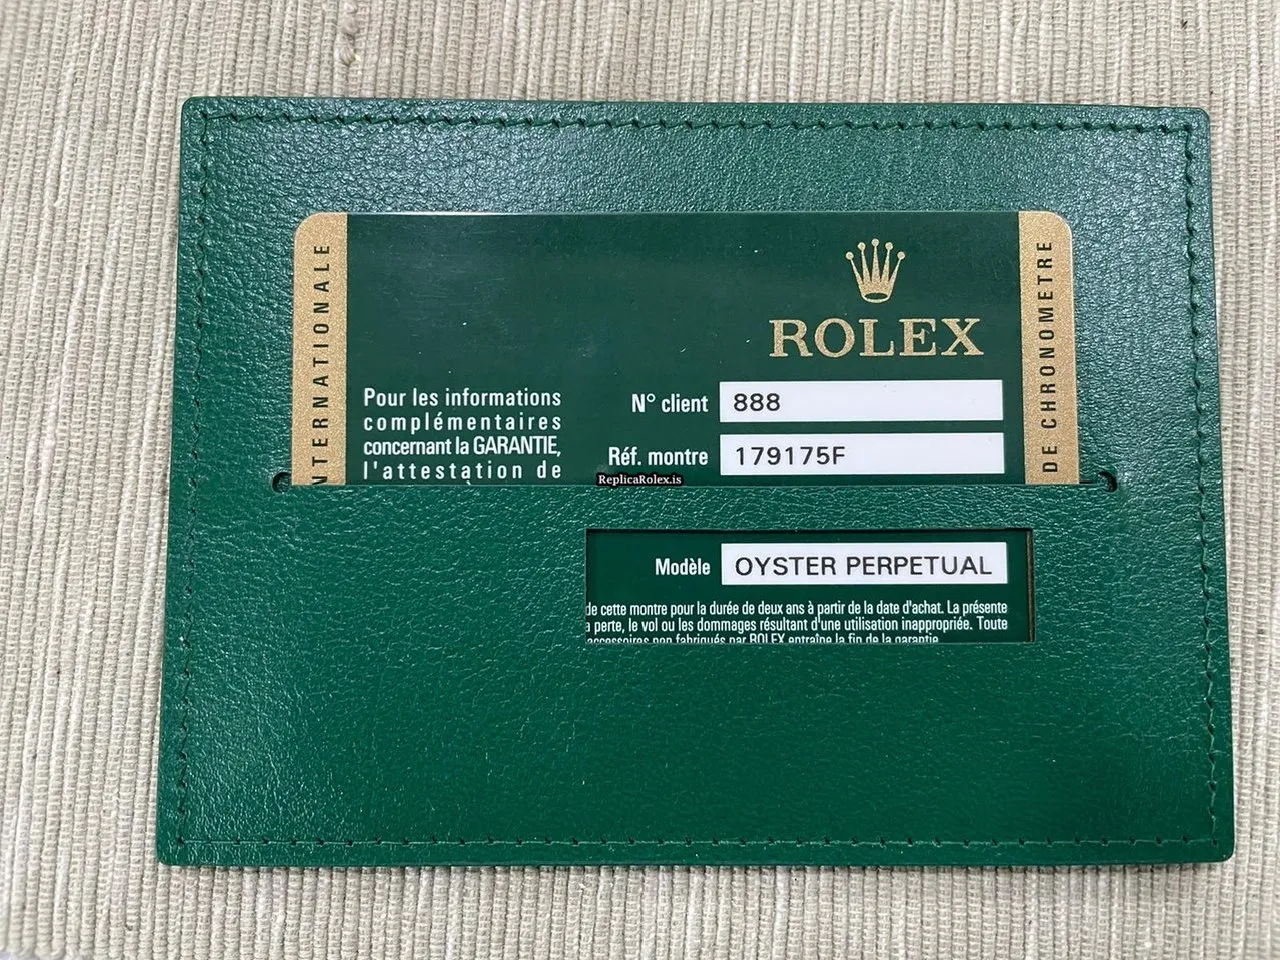 NTERNATIONALE
ROLEX
DE CHRONOMETRE
Pour les informations
complémentaires
concernant la GARANTIE,
l'attestation de
N° client 888
Réf. montre 179175F
ReplicaRolex.is
Modèle OYSTER PERPETUAL
de cette montre pour la durée de deux ans à partir de la date d'achat. La présente
perte, le vol ou les dommages résultant d'une utilisation inappropriée. Toute
accessoires non fabriqués par ROLEX entraîne la fin de la garantie.